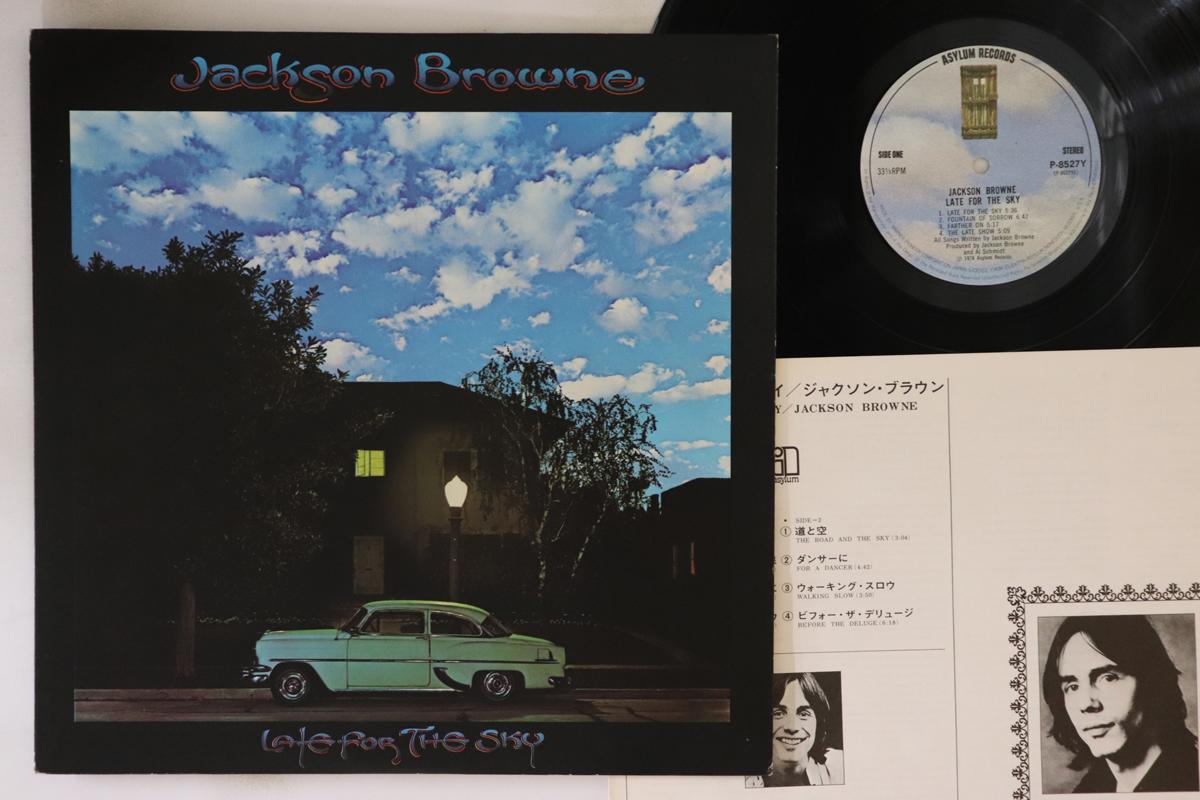 Jackson Browne
Late for The Sky
ASYLUM RECORDS
SIDE ONE
STEREO
33⅓RPM
P-8527Y
JACKSON BROWNE
LATE FOR THE SKY
1. LATE FOR THE SKY 5:36
2. FOUNTAIN OF SORROW 6:42
3. FARTHER ON 5:17
4. THE LATE SHOW 5:09
All Songs Written by Jackson Browne
Produced by Jackson Browne
and Al Schmitt
Ⓟ 1974 Asylum Records
イ／ジャクソン・ブラウン
Y/JACKSON BROWNE
asylum
• SIDE-2
① 道と空
THE ROAD AND THE SKY (3:04)
② ダンサーに
FOR A DANCER (4:42)
③ ウォーキング・スロウ
WALKING SLOW (3:50)
④ ビフォー・ザ・デリュージ
BEFORE THE DELUGE (6:18)